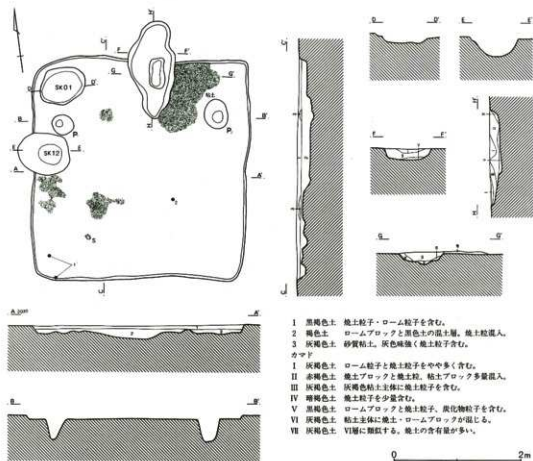 SK01
SK12
粘土
P₁
P₁
S
A
A'
B
B'
C
C
D
D'
E
E'
F
F'
G
G'
H
H'
1 黒褐色土 焼土粒子・ローム粒子を含む。
2 褐色土 ロームブロックと黒色土の混土層。焼土粒混入。
3 灰褐色土 砂質粘土。灰色味強く焼土粒子含む。
カマド
I 灰褐色土 ローム粒子と焼土粒子をやや多く含む。
II 赤褐色土 焼土ブロックと焼土粒、粘土ブロック多量混入。
III 灰褐色土 灰褐色粘土主体に焼土粒子を含む。
IV 暗褐色土 焼土粒子を少量含む。
V 黒褐色土 ロームブロックと焼土粒子、炭化物粒子を含む。
VI 灰褐色土 粘土主体に焼土・ロームブロックが混じる。
VII 灰褐色土 VI層に類似する。焼土の含有量が多い。
0 2m